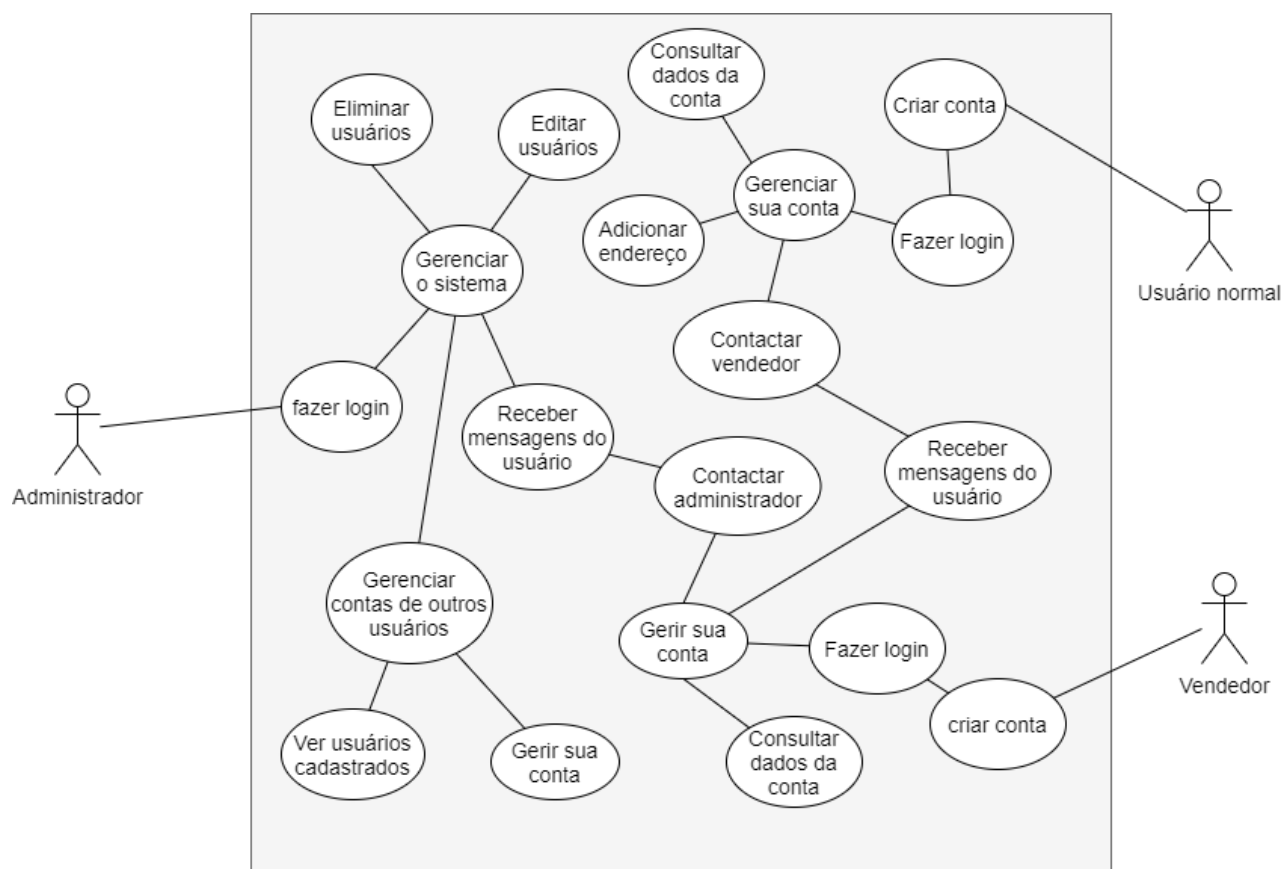 Consultar
dados da
conta
Eliminar
usuários
Editar
usuários
Criar conta
Gerenciar
sua conta
Adicionar
endereço
Fazer login
Gerenciar
o sistema
Usuário normal
Contactar
vendedor
fazer login
Receber
mensagens do
usuário
Administrador
Contactar
administrador
Receber
mensagens do
usuário
Gerenciar
contas de outros
usuários
Gerir sua
conta
Fazer login
Vendedor
Ver usuários
cadastrados
Gerir sua
conta
Consultar
dados da
conta
criar conta